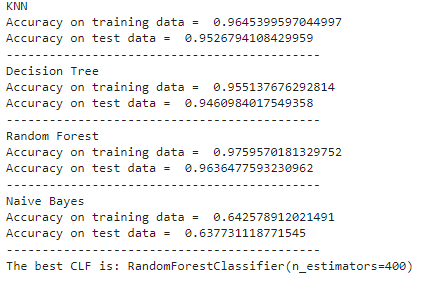 KNN
Accuracy on training data =  0.9645399597044997
Accuracy on test data =  0.9526794108429959
--------------------------------------------
Decision Tree
Accuracy on training data =  0.955137676292814
Accuracy on test data =  0.9460984017549358
--------------------------------------------
Random Forest
Accuracy on training data =  0.9759570181329752
Accuracy on test data =  0.9636477593230962
--------------------------------------------
Naive Bayes
Accuracy on training data =  0.642578912021491
Accuracy on test data =  0.637731118771545
--------------------------------------------
The best CLF is: RandomForestClassifier(n_estimators=400)